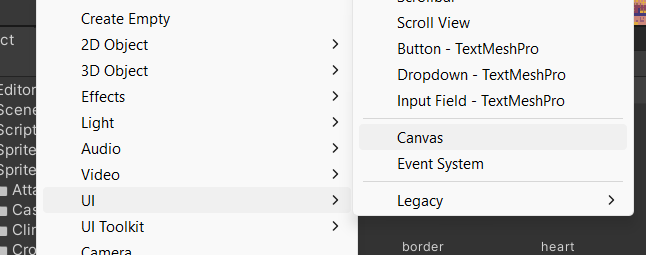 Create Empty
2D Object
3D Object
Effects
Light
Audio
Video
UI
UI Toolkit
Camera
Scrollbar
Scroll View
Button - TextMeshPro
Dropdown - TextMeshPro
Input Field - TextMeshPro
Canvas
Event System
Legacy
ct
Editor
Scene
Script
Sprite
Sprite
Atta
Cas
Clim
Cro
border
heart